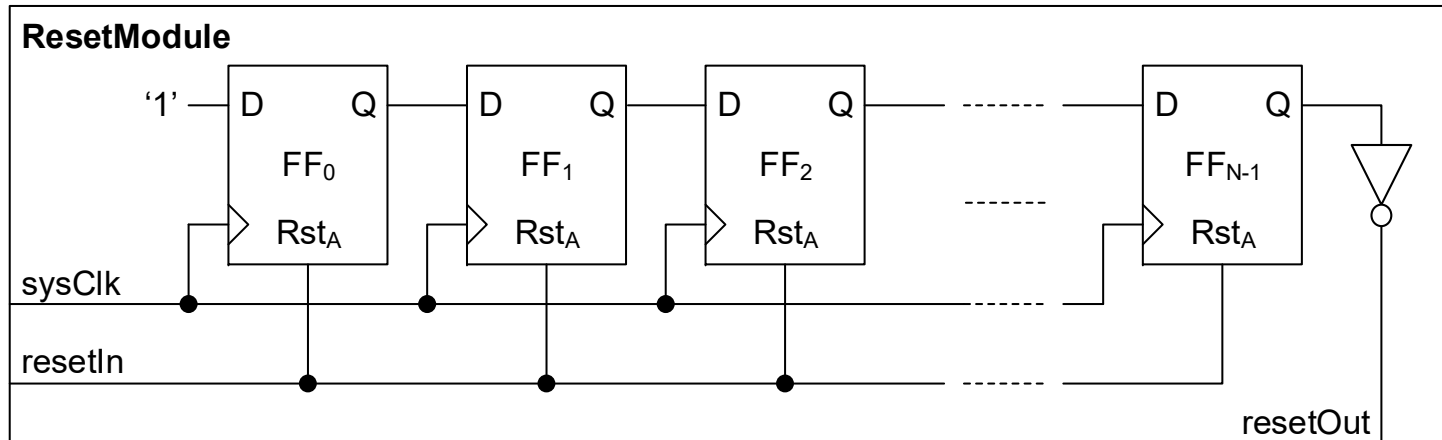 ResetModule
‘1’
D Q D Q D Q D Q
FF0 FF1 FF2 FFN-1
RstA RstA RstA RstA
sysClk
resetIn
resetOut